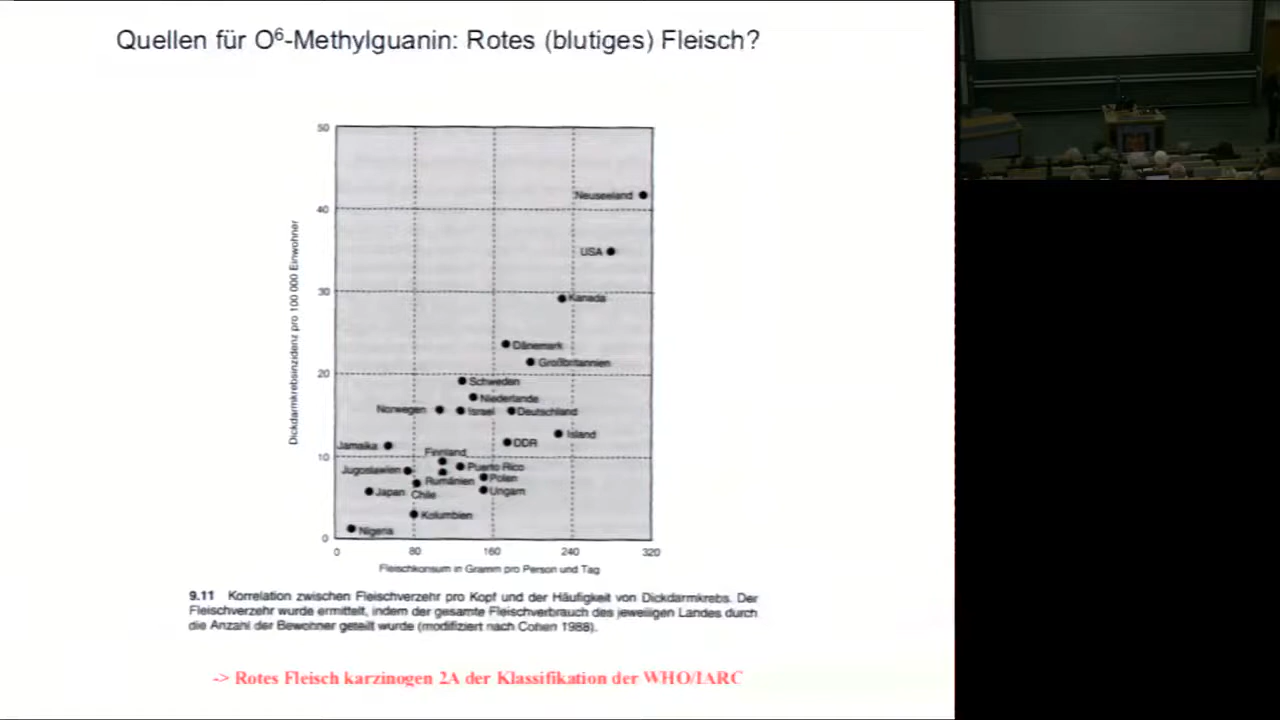 Quellen für O⁶-Methylguanin: Rotes (blutiges) Fleisch?
50
Neuseeland
40
USA
30
Kanada
Dänemark
Großbritannien
20
Schweden
Niederlande
Norwegen
Israel
Deutschland
Island
DDR
Jamaika
Finnland
10
Puerto Rico
Jugoslawien
Polen
Rumänien
Japan
Chile
Ungarn
Kolumbien
Nigeria
0
0 80 160 240 320
Dickdarmkrebsinzidenz pro 100 000 Einwohner
Fleischkonsum in Gramm pro Person und Tag
9.11 Korrelation zwischen Fleischverzehr pro Kopf und der Häufigkeit von Dickdarmkrebs. Der
Fleischverzehr wurde ermittelt, indem der gesamte Fleischverbrauch des jeweiligen Landes durch
die Anzahl der Bewohner geteilt wurde (modifiziert nach Cohen 1988).
-> Rotes Fleisch karzinogen 2A der Klassifikation der WHO/IARC